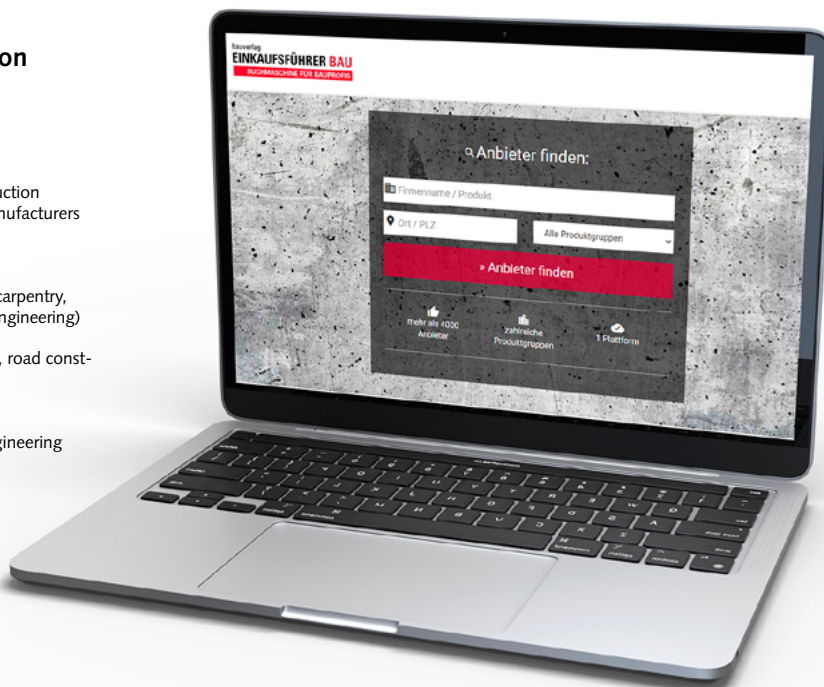 on
uction
nufacturers
carpentry,
ngineering)
, road const-
gineering
bauverlag
EINKAUFSFÜHRER BAU
SUCHMASCHINE FÜR BAUPROFIS
Anbieter finden:
Firmenname / Produkt
Ort / PLZ
Alle Produktgruppen
» Anbieter finden
mehr als 4000
Anbieter
zahlreiche
Produktgruppen
1 Plattform